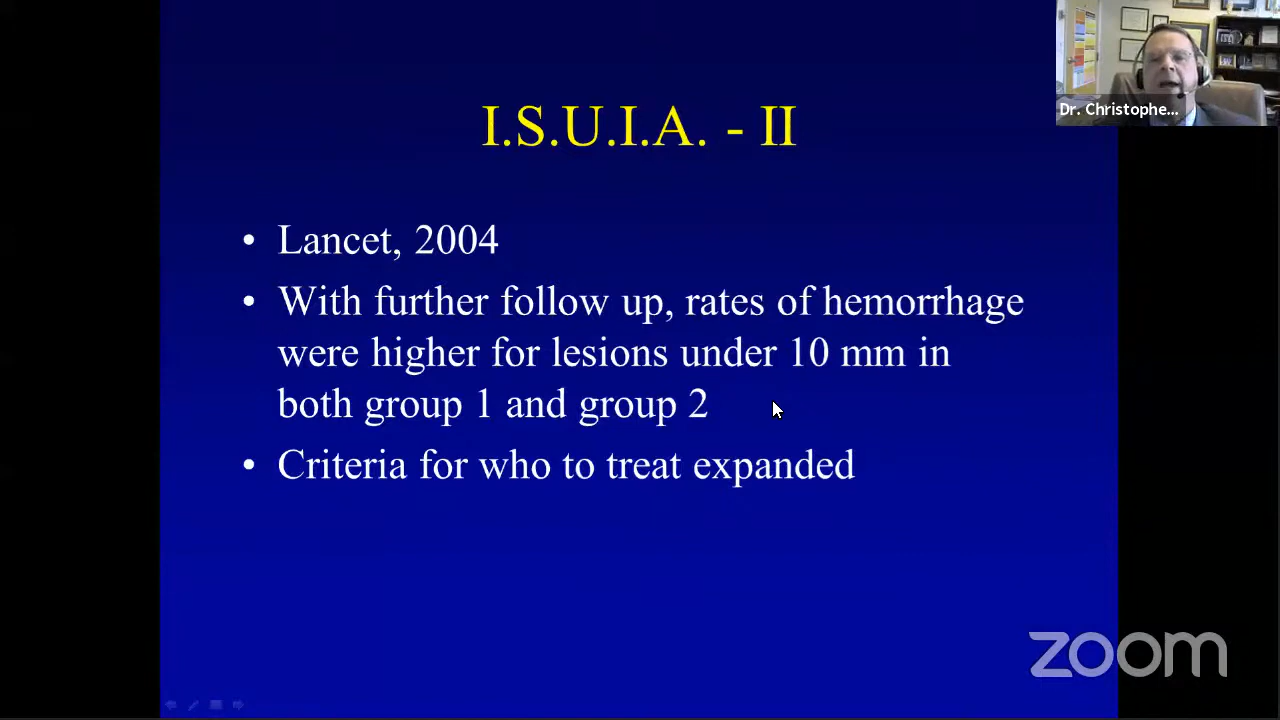 I.S.U.I.A. - II
• Lancet, 2004
• With further follow up, rates of hemorrhage
were higher for lesions under 10 mm in
both group 1 and group 2
• Criteria for who to treat expanded
Dr. Christophe...
zoom